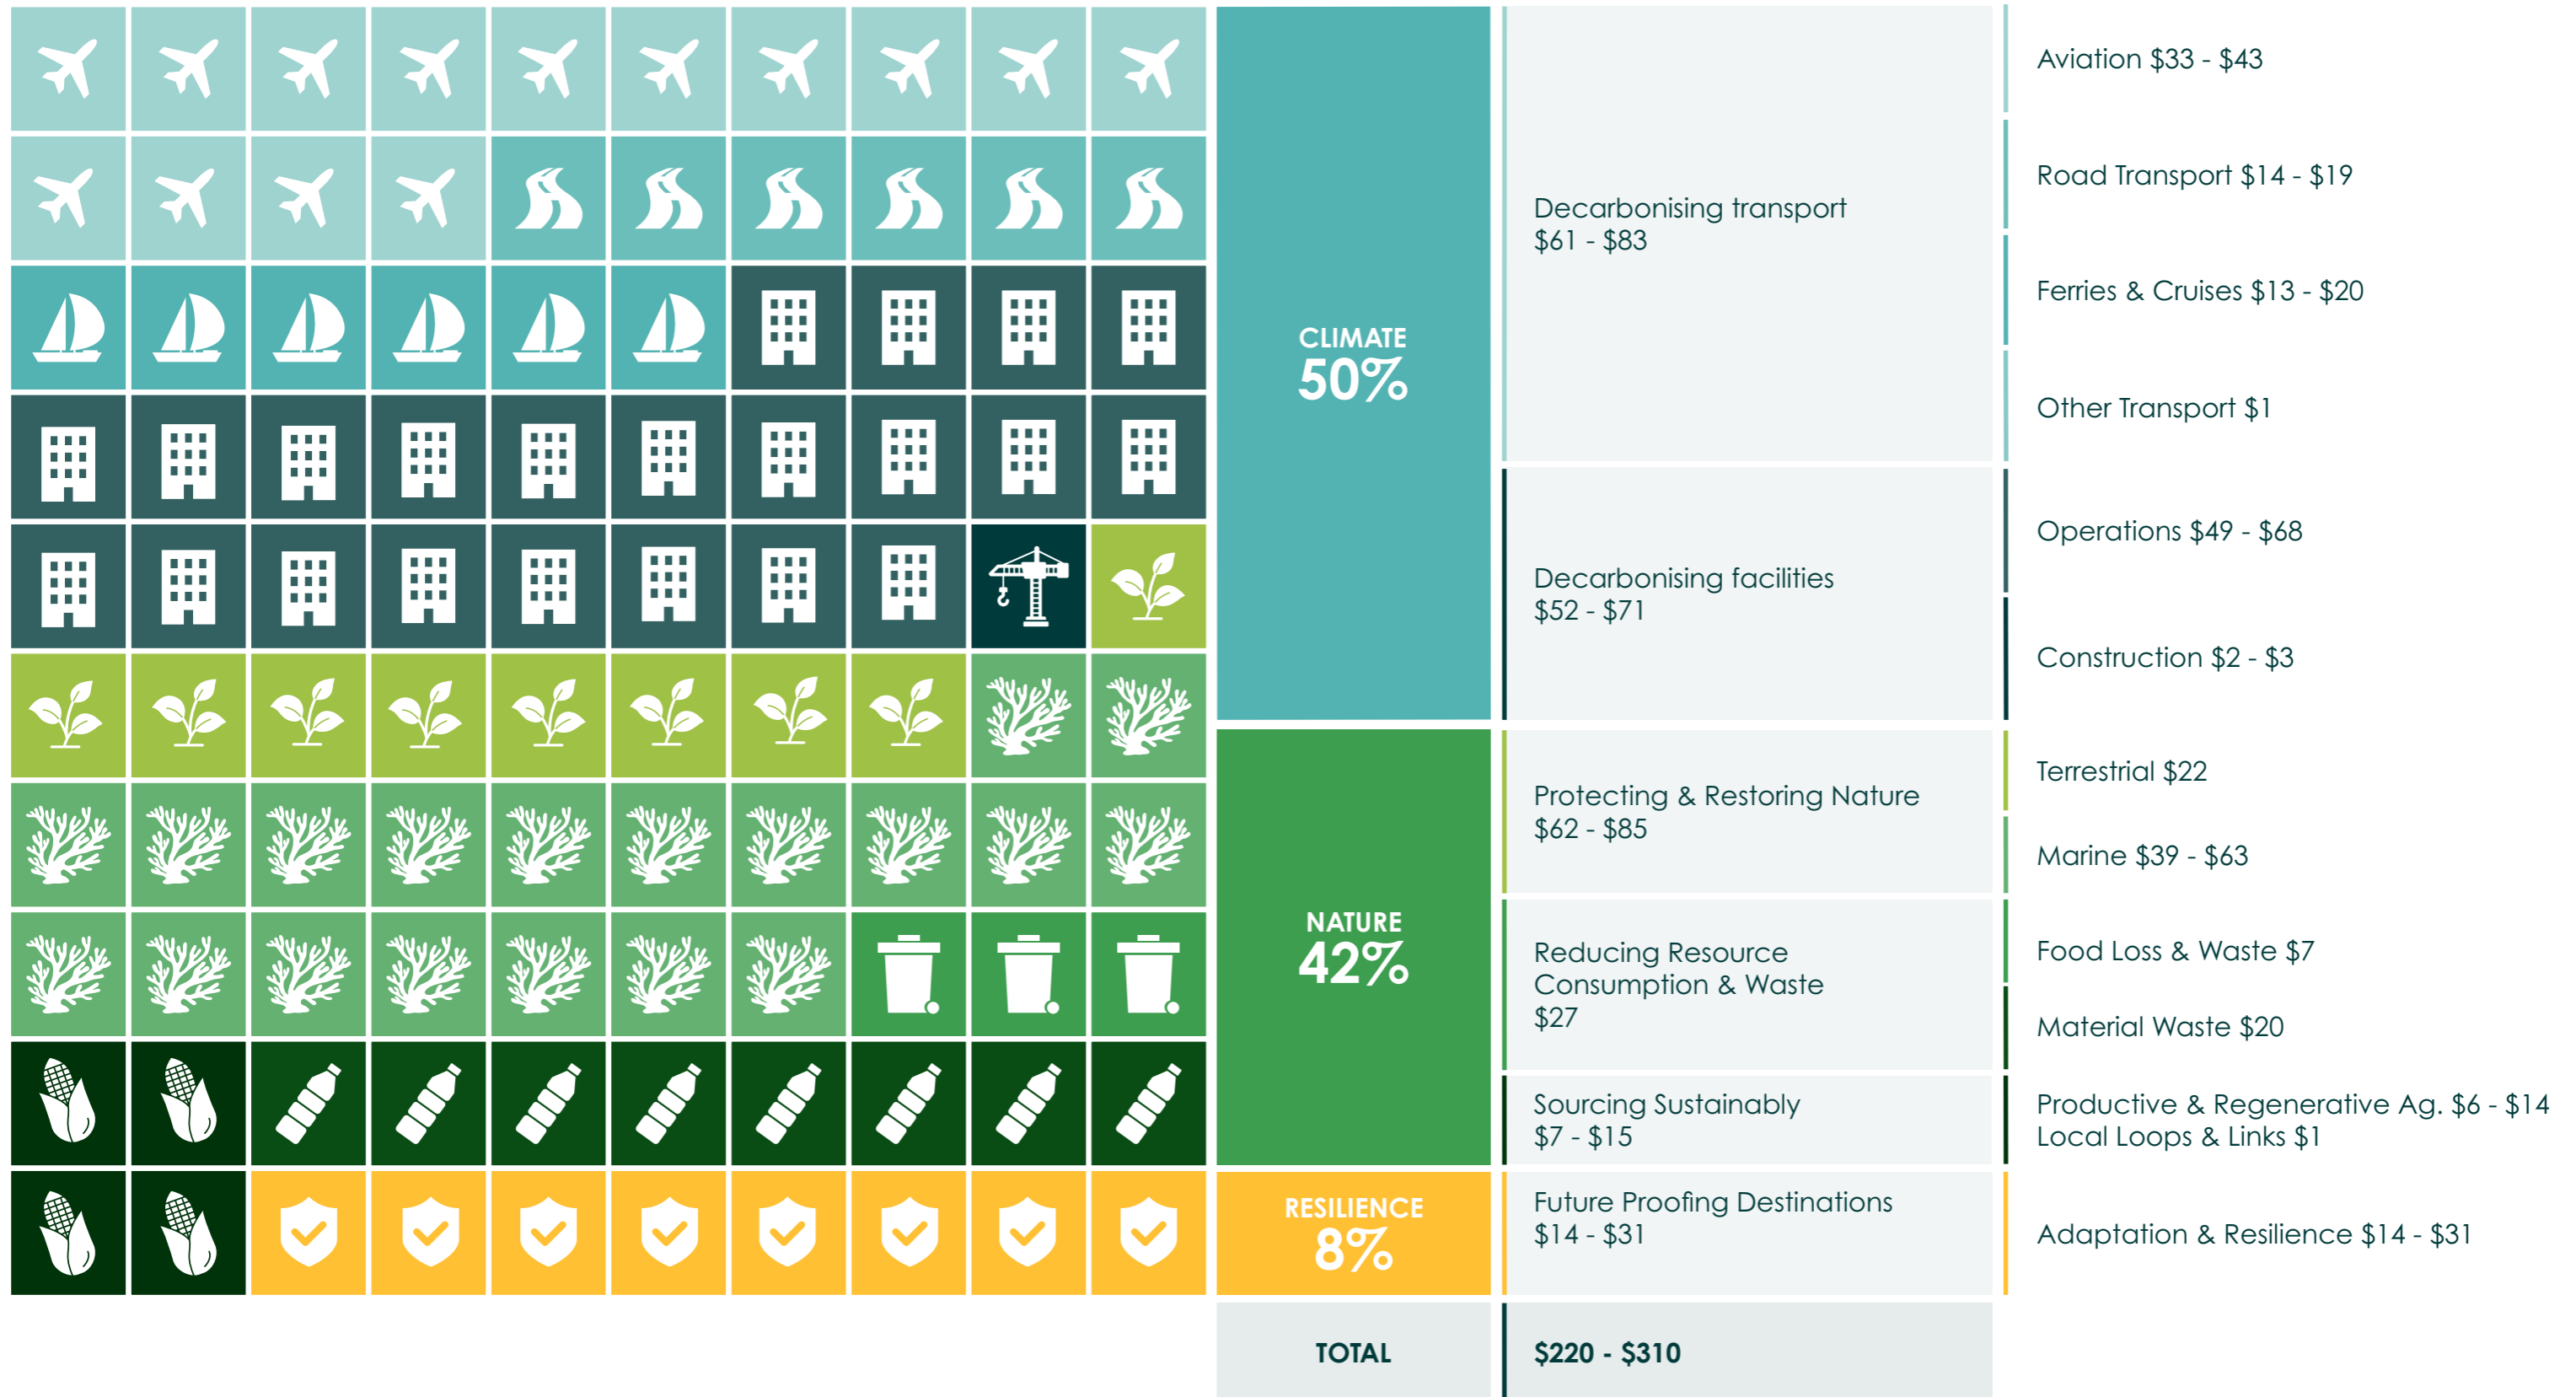 CLIMATE
50%
Decarbonising transport
$61 - $83
Aviation $33 - $43
Road Transport $14 - $19
Ferries & Cruises $13 - $20
Other Transport $1
Decarbonising facilities
$52 - $71
Operations $49 - $68
Construction $2 - $3
NATURE
42%
Protecting & Restoring Nature
$62 - $85
Terrestrial $22
Marine $39 - $63
Reducing Resource
Consumption & Waste
$27
Food Loss & Waste $7
Material Waste $20
Sourcing Sustainably
$7 - $15
Productive & Regenerative Ag. $6 - $14
Local Loops & Links $1
RESILIENCE
8%
Future Proofing Destinations
$14 - $31
Adaptation & Resilience $14 - $31
TOTAL
$220 - $310